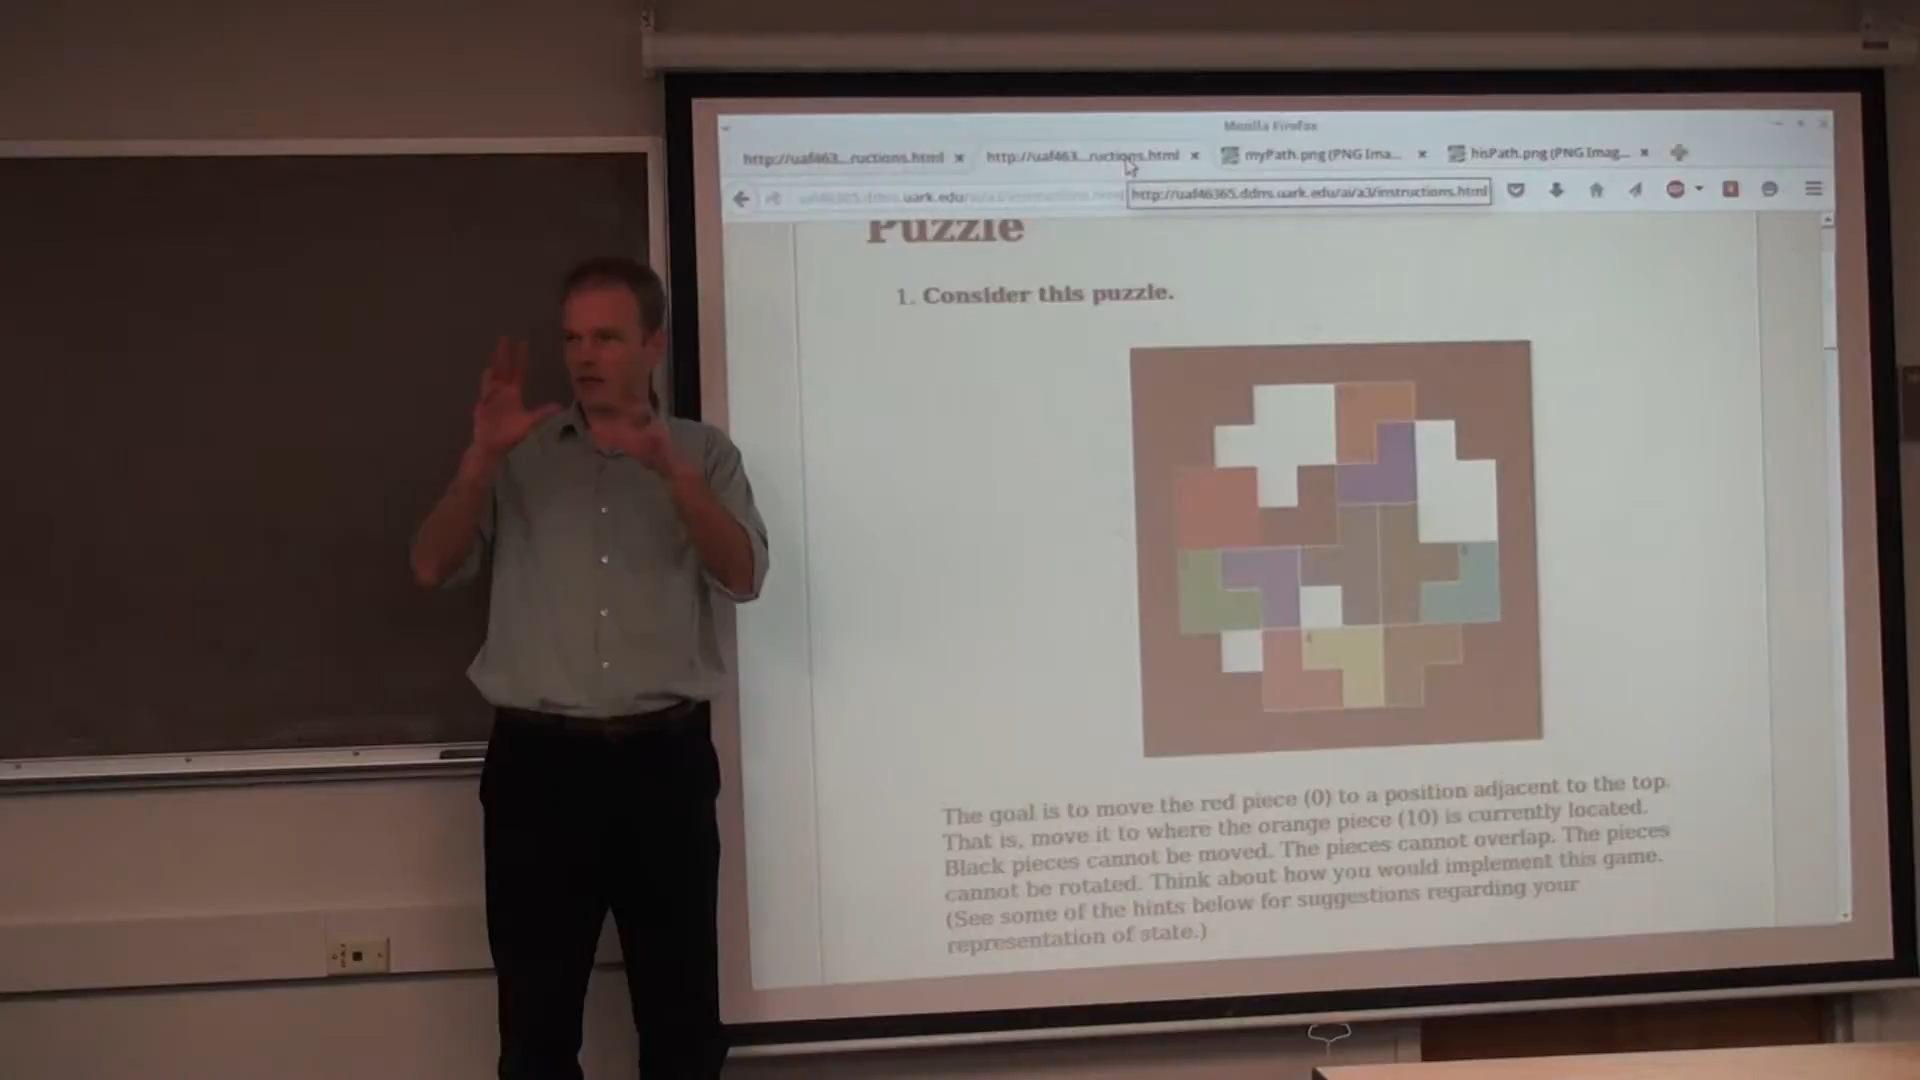 Mozilla Firefox
http://uaf463...ructions.html
http://uaf463...ructions.html
myPath.png (PNG Ima...
hisPath.png (PNG Imag...
http://uaf46365.ddns.uark.edu/ai/a3/instructions.html
Puzzle
1. Consider this puzzle.
The goal is to move the red piece (0) to a position adjacent to the top.
That is, move it to where the orange piece (10) is currently located.
Black pieces cannot be moved. The pieces cannot overlap. The pieces
cannot be rotated. Think about how you would implement this game.
(See some of the hints below for suggestions regarding your
representation of state.)